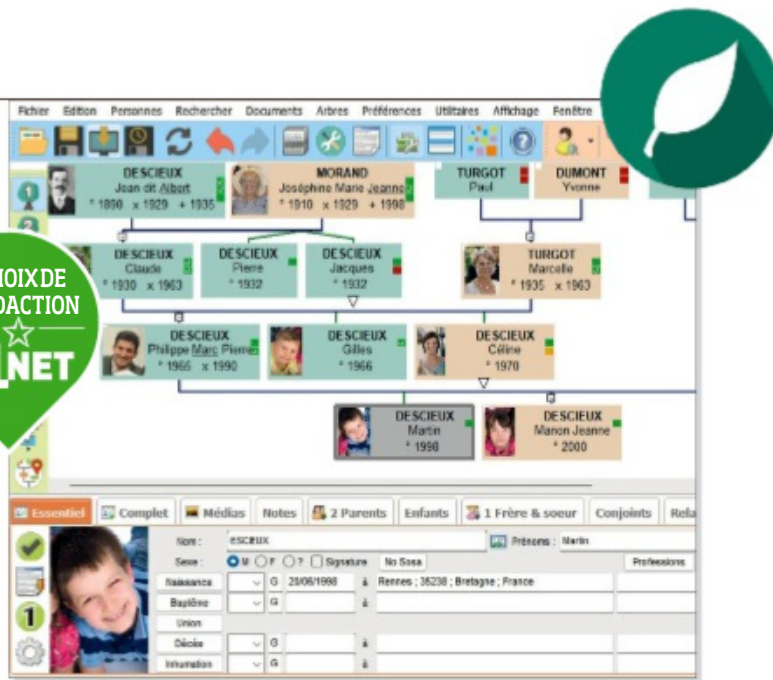 Fichier Edition Personnes Rechercher Documents Arbres Préférences Utilitaires Affichage Fenêtre
DESCIEUX
Jean dit Albert
° 1890 x 1929 + 1935
MORAND
Joséphine Marie Jeanne
° 1910 x 1929 + 1998
TURGOT
Paul
DUMONT
Yvonne
1
2
DESCIEUX
Claude
° 1930 x 1963
DESCIEUX
Pierre
° 1932
DESCIEUX
Jacques
° 1932
TURGOT
Marcelle
° 1935 x 1963
HOIX DE
DACTION
NET
DESCIEUX
Philippe Marc Pierre
° 1965 x 1990
DESCIEUX
Gilles
° 1966
DESCIEUX
Céline
° 1970
DESCIEUX
Martin
° 1998
DESCIEUX
Manon Jeanne
° 2000
Essentiel Complet Médias Notes 2 Parents Enfants 1 Frère & soeur Conjoints Rela
Nom : ESCIEUX Prénoms : Martin
Sexe : M F ? Signature No Sosa Professions
Naissance G 20/06/1998 à Rennes ; 35238 ; Bretagne ; France
Baptême G à
Union
Décès G à
Inhumation G à
1